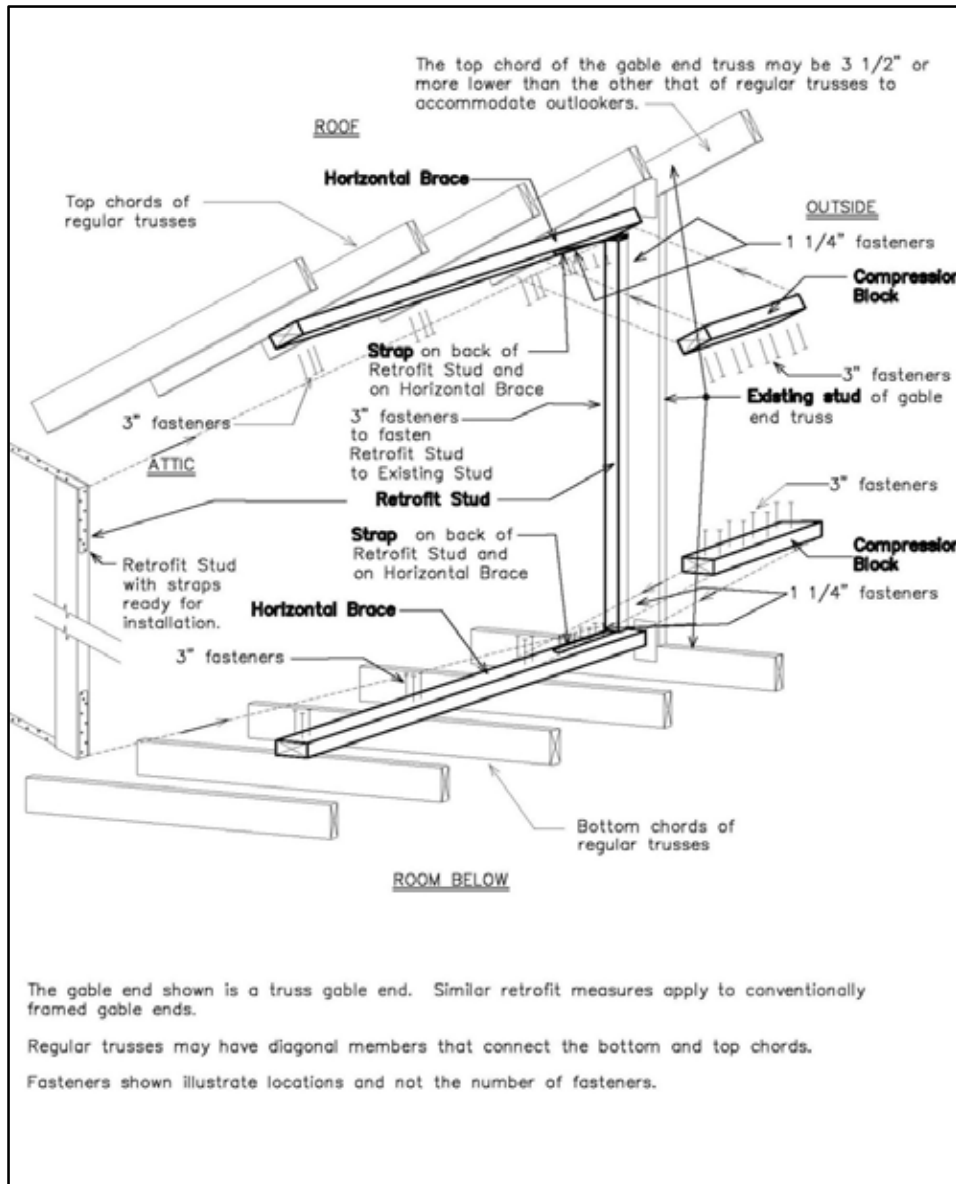 The top chord of the gable end truss may be 3 1/2" or
more lower than the other that of regular trusses to
accommodate outlookers.
ROOF
Horizontal Brace
Top chords of
regular trusses
OUTSIDE
1 1/4" fasteners
Compression
Block
Strap on back of
Retrofit Stud and
on Horizontal Brace
3" fasteners
3" fasteners
3" fasteners
to fasten
Retrofit Stud
to Existing Stud
Existing stud of gable
end truss
ATTIC
Retrofit Stud
3" fasteners
Strap on back of
Retrofit Stud and
on Horizontal Brace
Compression
Block
Retrofit Stud
with straps
ready for
installation.
1 1/4" fasteners
Horizontal Brace
3" fasteners
Bottom chords of
regular trusses
ROOM BELOW
The gable end shown is a truss gable end. Similar retrofit measures apply to conventionally
framed gable ends.
Regular trusses may have diagonal members that connect the bottom and top chords.
Fasteners shown illustrate locations and not the number of fasteners.